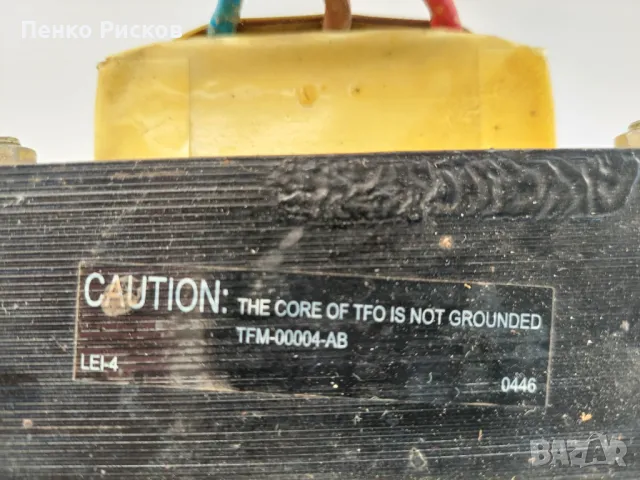 Пенко Рисков
CAUTION: THE CORE OF TFO IS NOT GROUNDED
TFM-00004-AB
LEI-4 0446
BAZAR